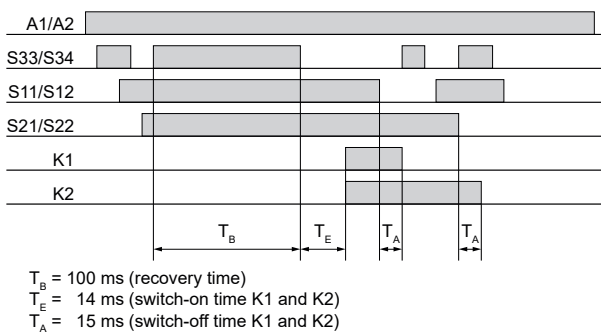 A1/A2
S33/S34
S11/S12
S21/S22
K1
K2
T_B T_E T_A T_A
T_B = 100 ms (recovery time)
T_E = 14 ms (switch-on time K1 and K2)
T_A = 15 ms (switch-off time K1 and K2)